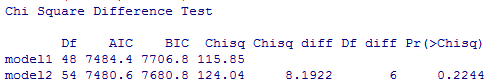 Chi Square Difference Test
Df AIC BIC Chisq Chisq diff Df diff Pr(>Chisq)
model1 48 7484.4 7706.8 115.85
model2 54 7480.6 7680.8 124.04 8.1922 6 0.2244